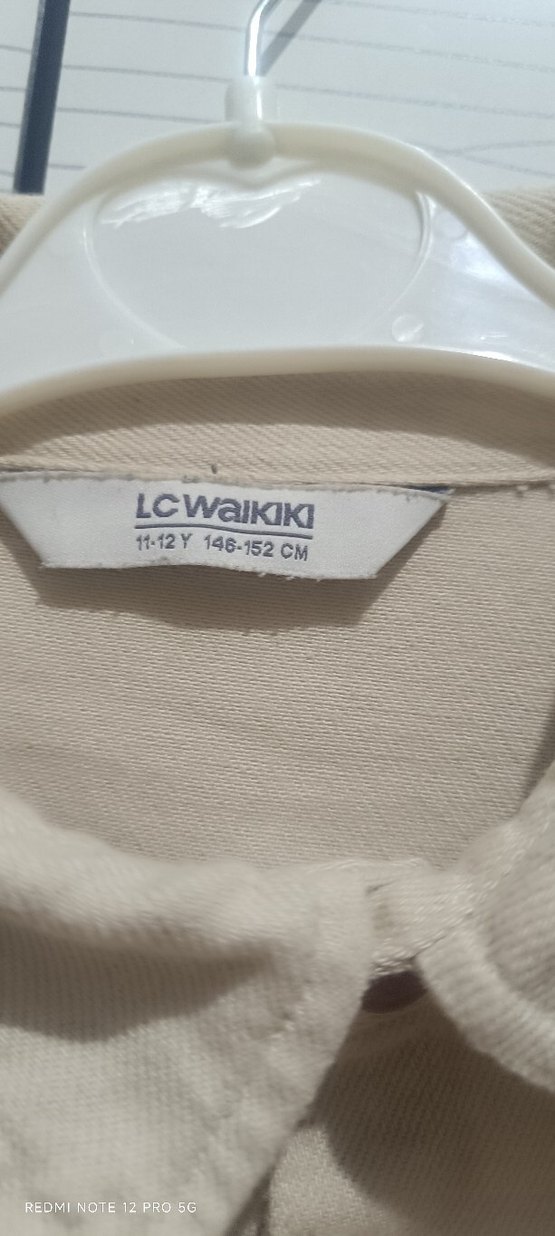 LC WAIKIKI
11-12 Y 146-152 CM
REDMI NOTE 12 PRO 5G